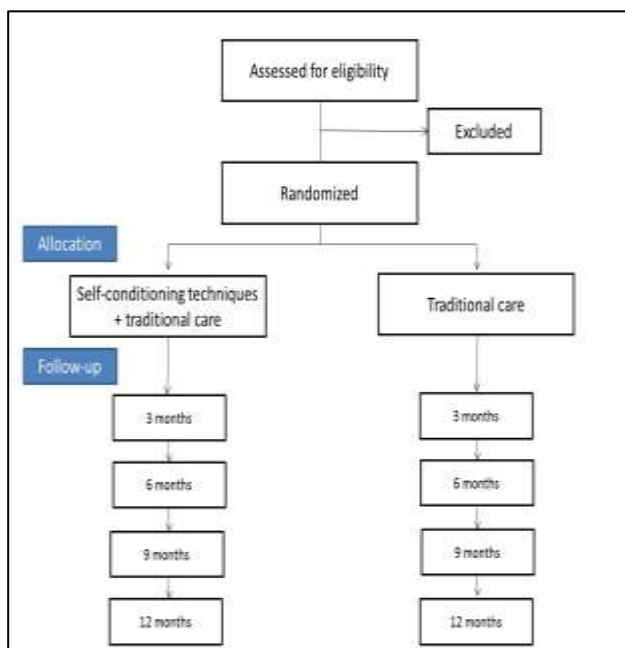 Assessed for eligibility
Excluded
Randomized
Allocation
Self-conditioning techniques
+ traditional care
Traditional care
Follow-up
3 months
3 months
6 months
6 months
9 months
9 months
12 months
12 months